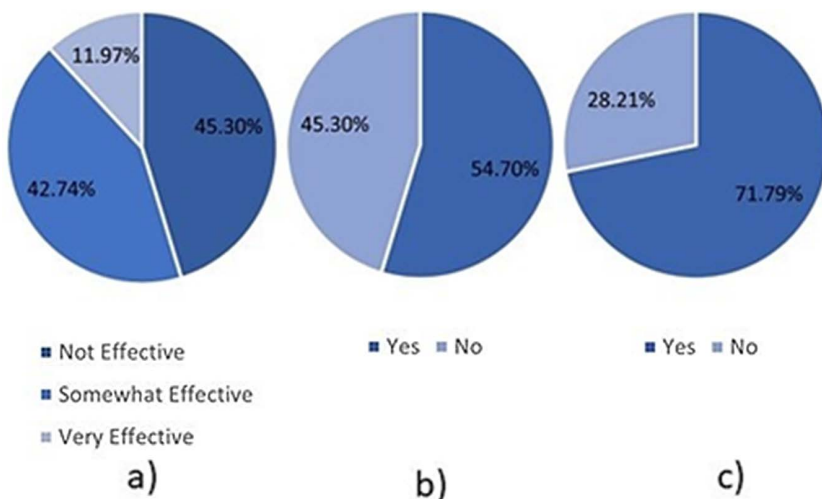 11.97%
45.30%
42.74%
45.30%
54.70%
28.21%
71.79%
Not Effective
Somewhat Effective
Very Effective
Yes No
Yes No
a)
b)
c)